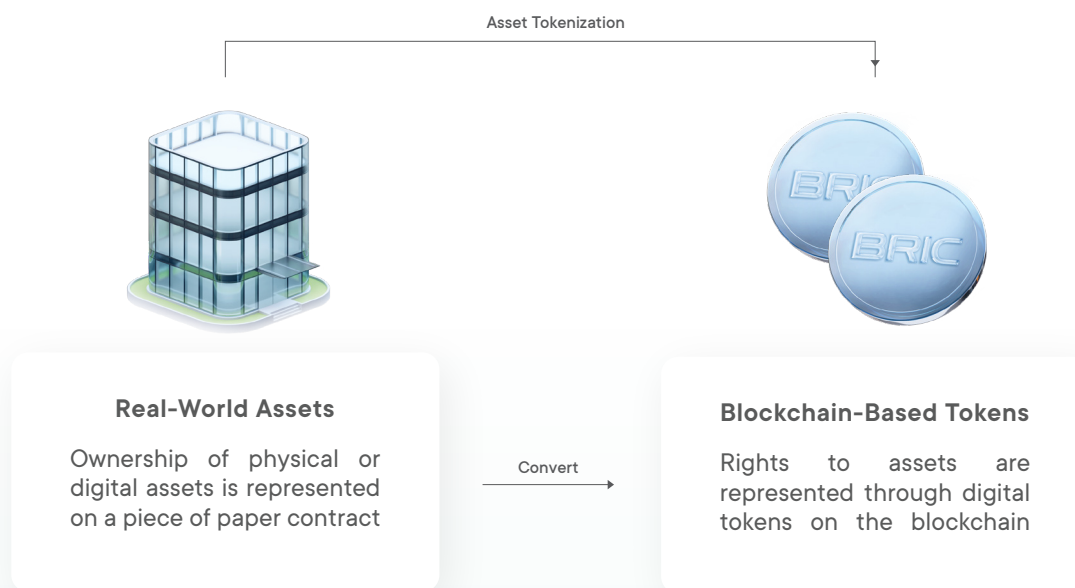 Asset Tokenization
BRIC
BRIC
Real-World Assets
Ownership of physical or
digital assets is represented
on a piece of paper contract
Convert
Blockchain-Based Tokens
Rights to assets are
represented through digital
tokens on the blockchain